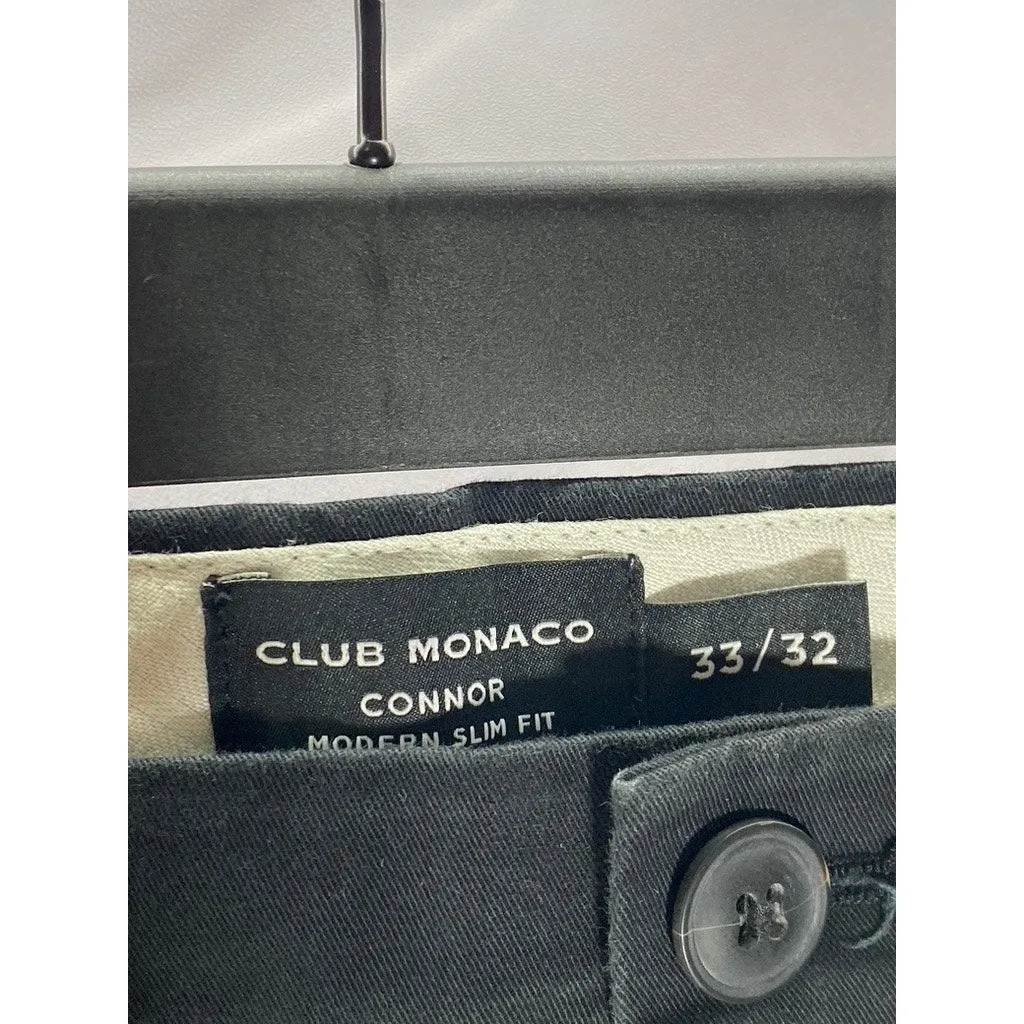 CLUB MONACO
CONNOR
MODERN SLIM FIT
33/32